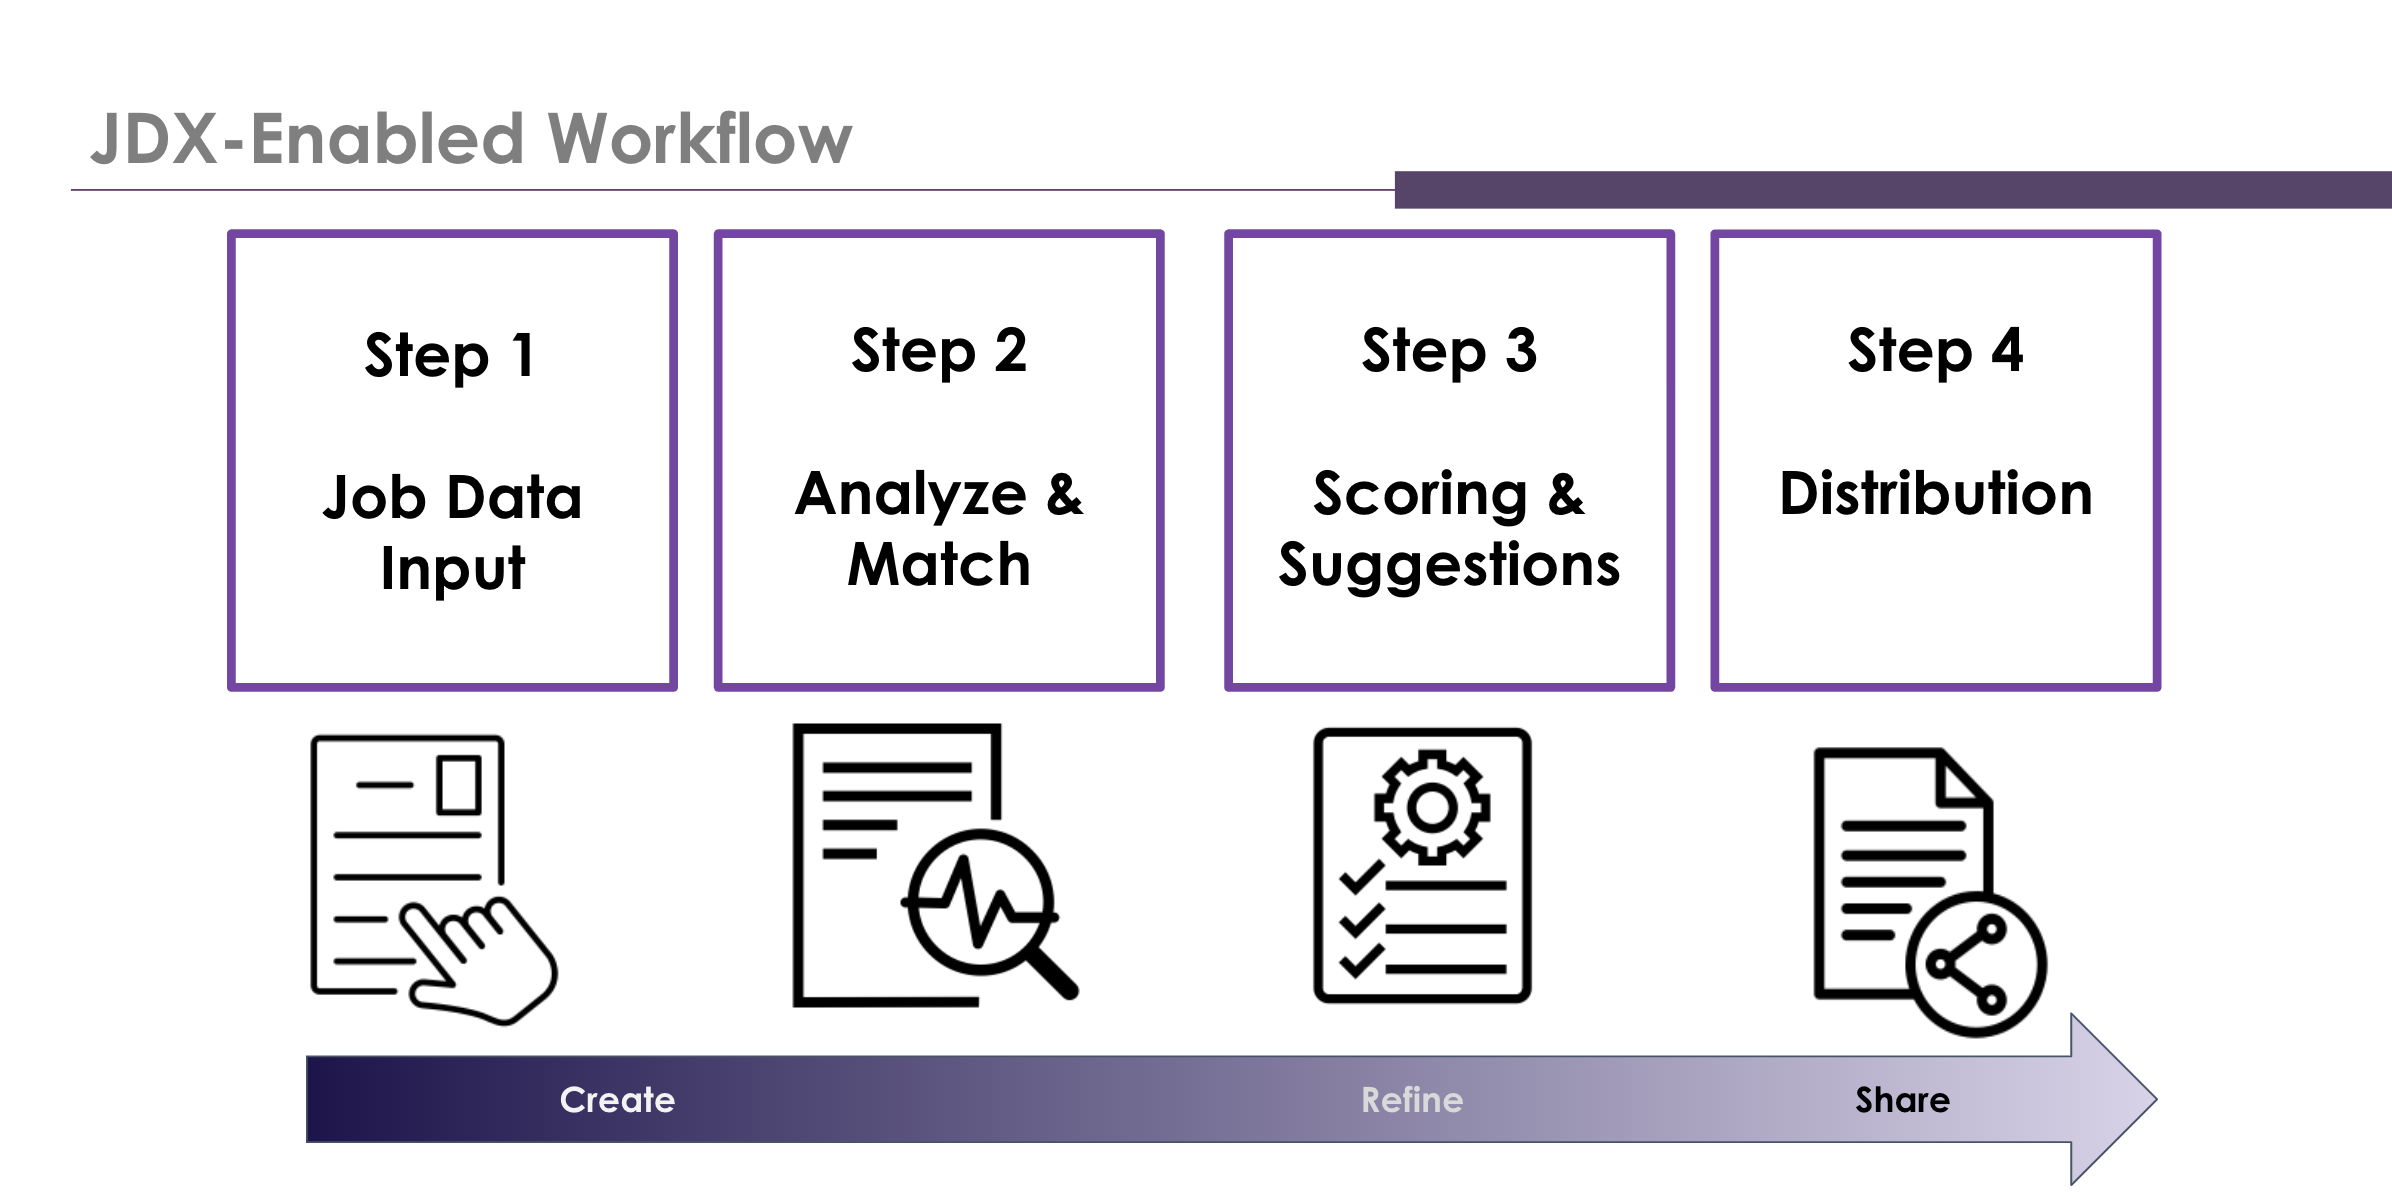 JDX-Enabled Workflow
Step 1
Job Data
Input
Step 2
Analyze &
Match
Step 3
Scoring &
Suggestions
Step 4
Distribution
Create
Refine
Share